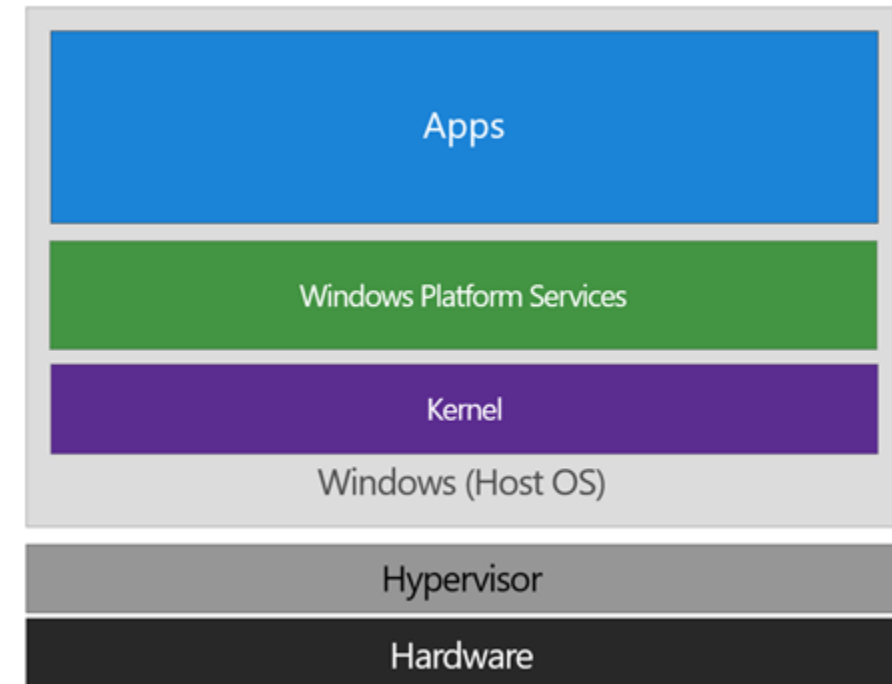 Apps
Windows Platform Services
Kernel
Windows (Host OS)
Hypervisor
Hardware